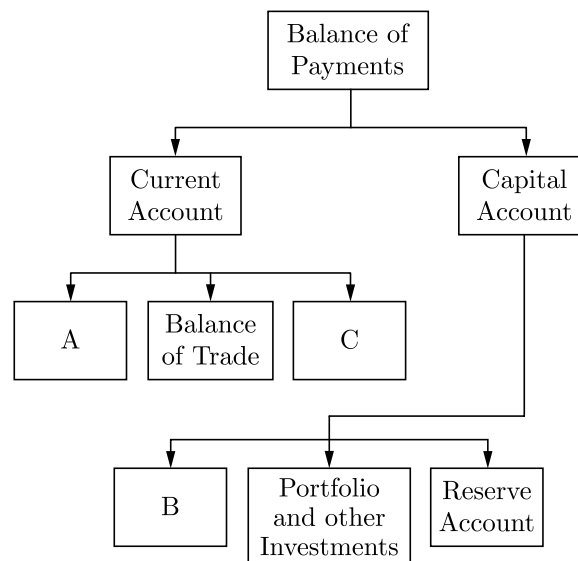 Balance of
Payments
Current
Account
Capital
Account
A
Balance
of Trade
C
B
Portfolio
and other
Investments
Reserve
Account